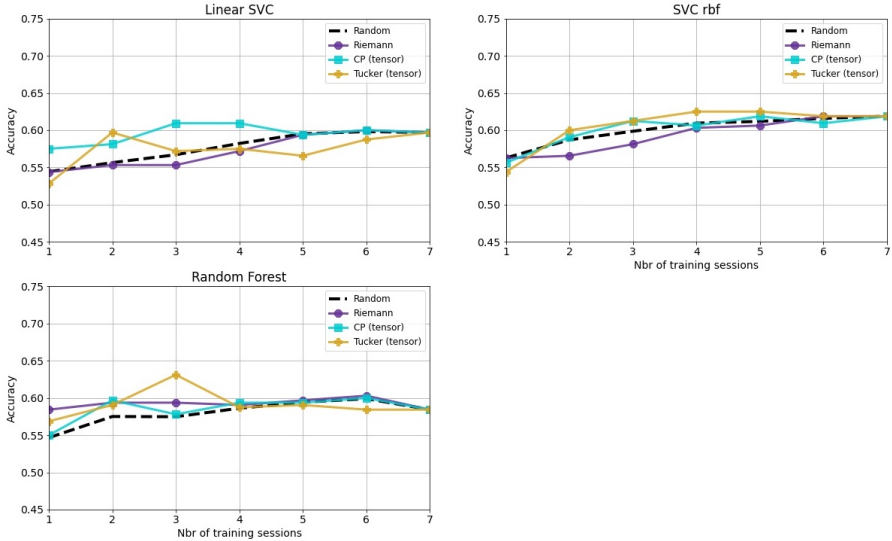 Linear SVC
Accuracy
0.75
0.70
0.65
0.60
0.55
0.50
0.45
1 2 3 4 5 6 7
Random
Riemann
CP (tensor)
Tucker (tensor)
SVC rbf
Accuracy
0.75
0.70
0.65
0.60
0.55
0.50
0.45
1 2 3 4 5 6 7
Nbr of training sessions
Random
Riemann
CP (tensor)
Tucker (tensor)
Random Forest
Accuracy
0.75
0.70
0.65
0.60
0.55
0.50
0.45
1 2 3 4 5 6 7
Nbr of training sessions
Random
Riemann
CP (tensor)
Tucker (tensor)